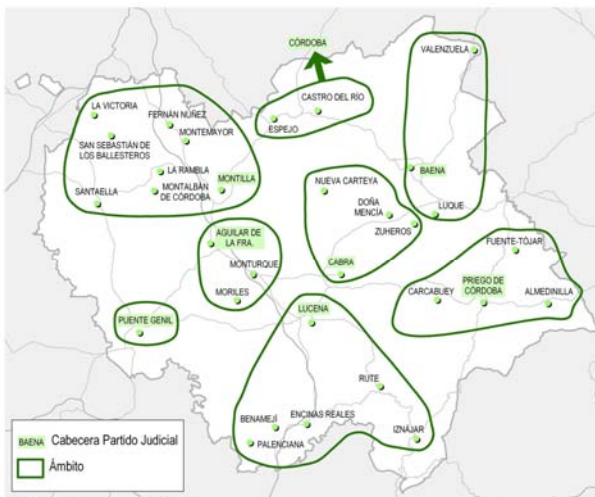 CÓRDOBA
VALENZUELA
LA VICTORIA
FERNÁN NÚÑEZ
MONTEMAYOR
SAN SEBASTIÁN DE
LOS BALLESTEROS
LA RAMBLA
MONTALBÁN
DE CÓRDOBA
MONTILLA
SANTAELLA
CASTRO DEL RÍO
ESPEJO
BAENA
LUQUE
NUEVA CARTEYA
DOÑA
MENCÍA
ZUHEROS
CABRA
AGUILAR DE
LA FRA.
MONTURQUE
MORILES
FUENTE-TÓJAR
CARCABUEY
PRIEGO DE
CÓRDOBA
ALMEDINILLA
PUENTE GENIL
LUCENA
RUTE
ENCINAS REALES
BENAMEJÍ
PALENCIANA
IZNÁJAR
BAENA Cabecera Partido Judicial
Ámbito